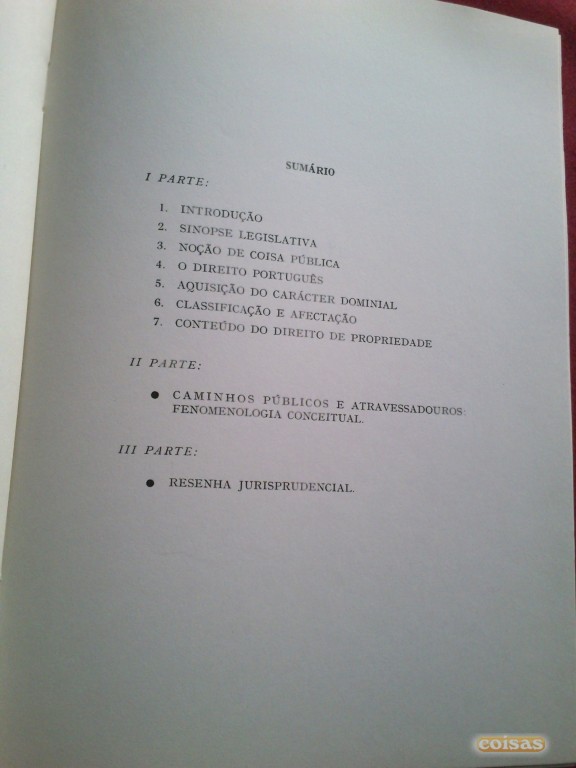 SUMÁRIO
I PARTE:
1. INTRODUÇÃO
2. SINOPSE LEGISLATIVA
3. NOÇÃO DE COISA PÚBLICA
4. O DIREITO PORTUGUÊS
5. AQUISIÇÃO DO CARÁCTER DOMINIAL
6. CLASSIFICAÇÃO E AFECTAÇÃO
7. CONTEÚDO DO DIREITO DE PROPRIEDADE
II PARTE:
● CAMINHOS PÚBLICOS E ATRAVESSADOUROS:
FENOMENOLOGIA CONCEITUAL.
III PARTE:
● RESENHA JURISPRUDENCIAL.
coisas